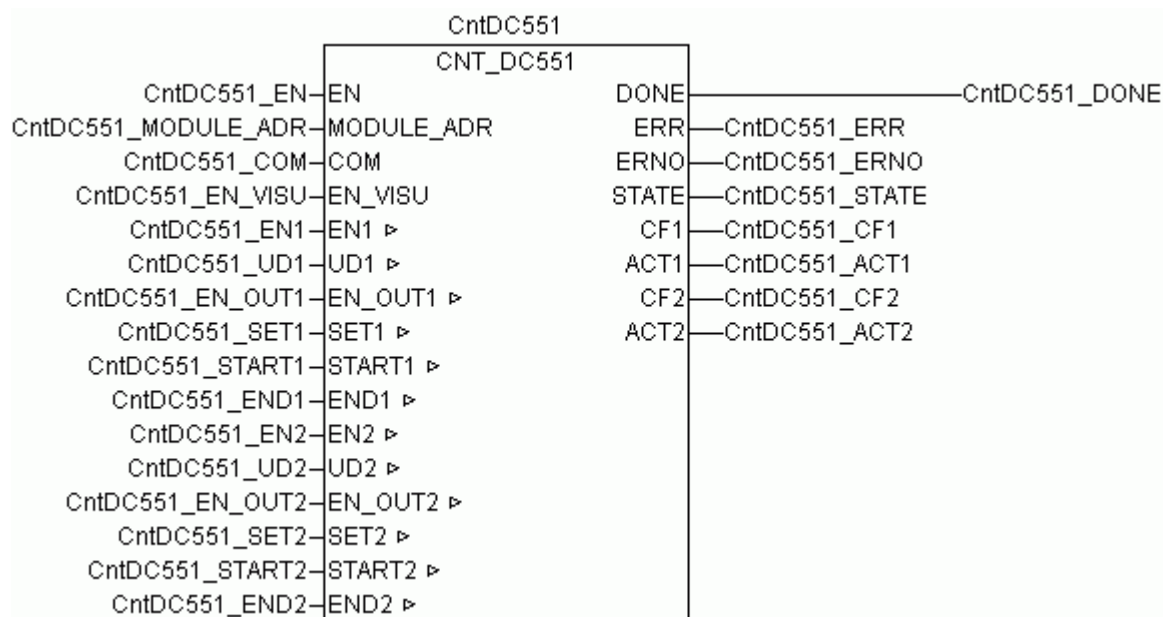 CntDC551
CNT_DC551
CntDC551_EN EN DONE CntDC551_DONE
CntDC551_MODULE_ADR MODULE_ADR ERR CntDC551_ERR
CntDC551_COM COM ERNO CntDC551_ERNO
CntDC551_EN_VISU EN_VISU STATE CntDC551_STATE
CntDC551_EN1 EN1 ▷ CF1 CntDC551_CF1
CntDC551_UD1 UD1 ▷ ACT1 CntDC551_ACT1
CntDC551_EN_OUT1 EN_OUT1 ▷ CF2 CntDC551_CF2
CntDC551_SET1 SET1 ▷ ACT2 CntDC551_ACT2
CntDC551_START1 START1 ▷
CntDC551_END1 END1 ▷
CntDC551_EN2 EN2 ▷
CntDC551_UD2 UD2 ▷
CntDC551_EN_OUT2 EN_OUT2 ▷
CntDC551_SET2 SET2 ▷
CntDC551_START2 START2 ▷
CntDC551_END2 END2 ▷